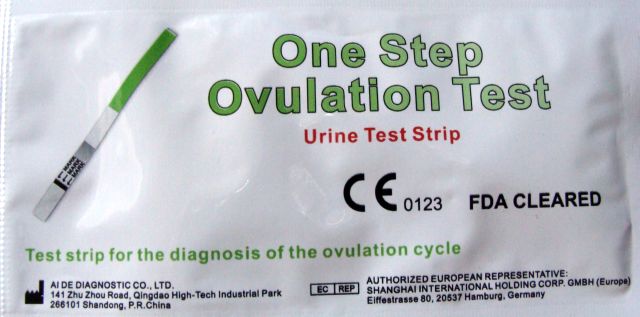 One Step
Ovulation Test
Urine Test Strip
CE 0123 FDA CLEARED
Test strip for the diagnosis of the ovulation cycle
AI DE DIAGNOSTIC CO., LTD.
141 Zhu Zhou Road, Qingdao High-Tech Industrial Park
266101 Shandong, P.R.China
EC REP
AUTHORIZED EUROPEAN REPRESENTATIVE:
SHANGHAI INTERNATIONAL HOLDING CORP. GMBH (Europe)
Eiffestrasse 80, 20537 Hamburg, Germany